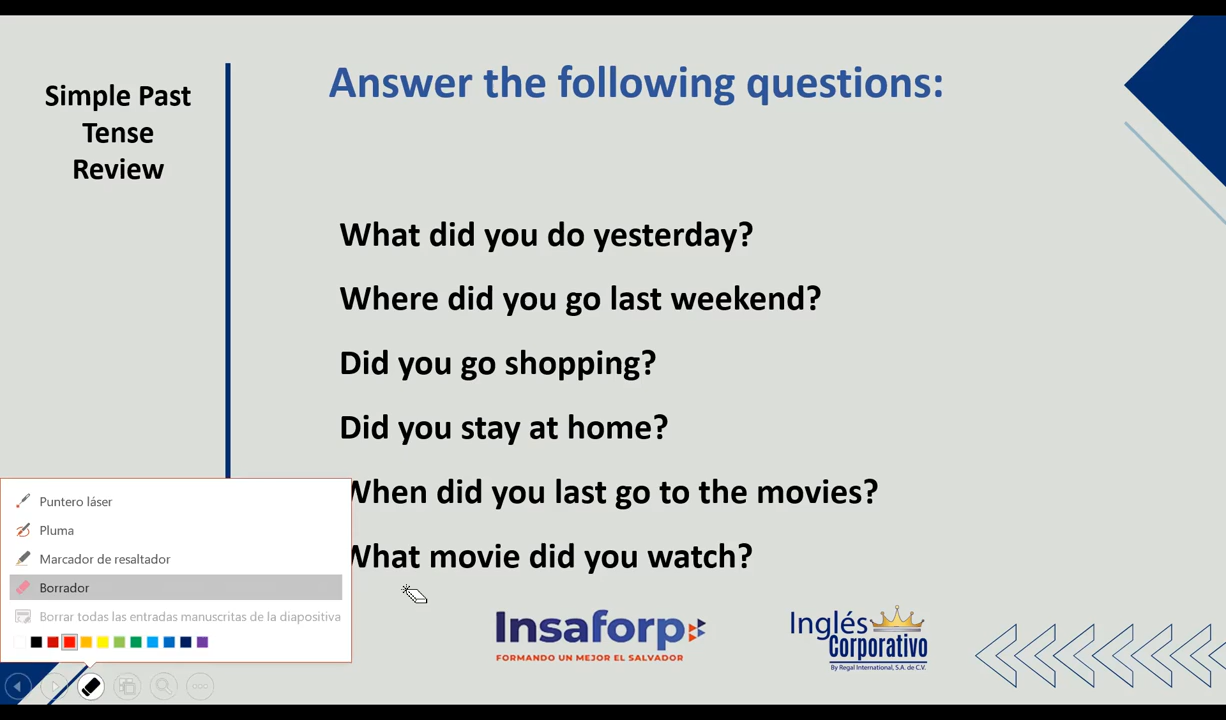 Simple Past
Tense
Review
Answer the following questions:
What did you do yesterday?
Where did you go last weekend?
Did you go shopping?
Did you stay at home?
When did you last go to the movies?
What movie did you watch?
Puntero láser
Pluma
Marcador de resaltador
Borrador
Borrar todas las entradas manuscritas de la diapositiva
Insaforp
FORMANDO UN MEJOR EL SALVADOR
Inglés
Corporativo
By Regal International, S.A. de C.V.